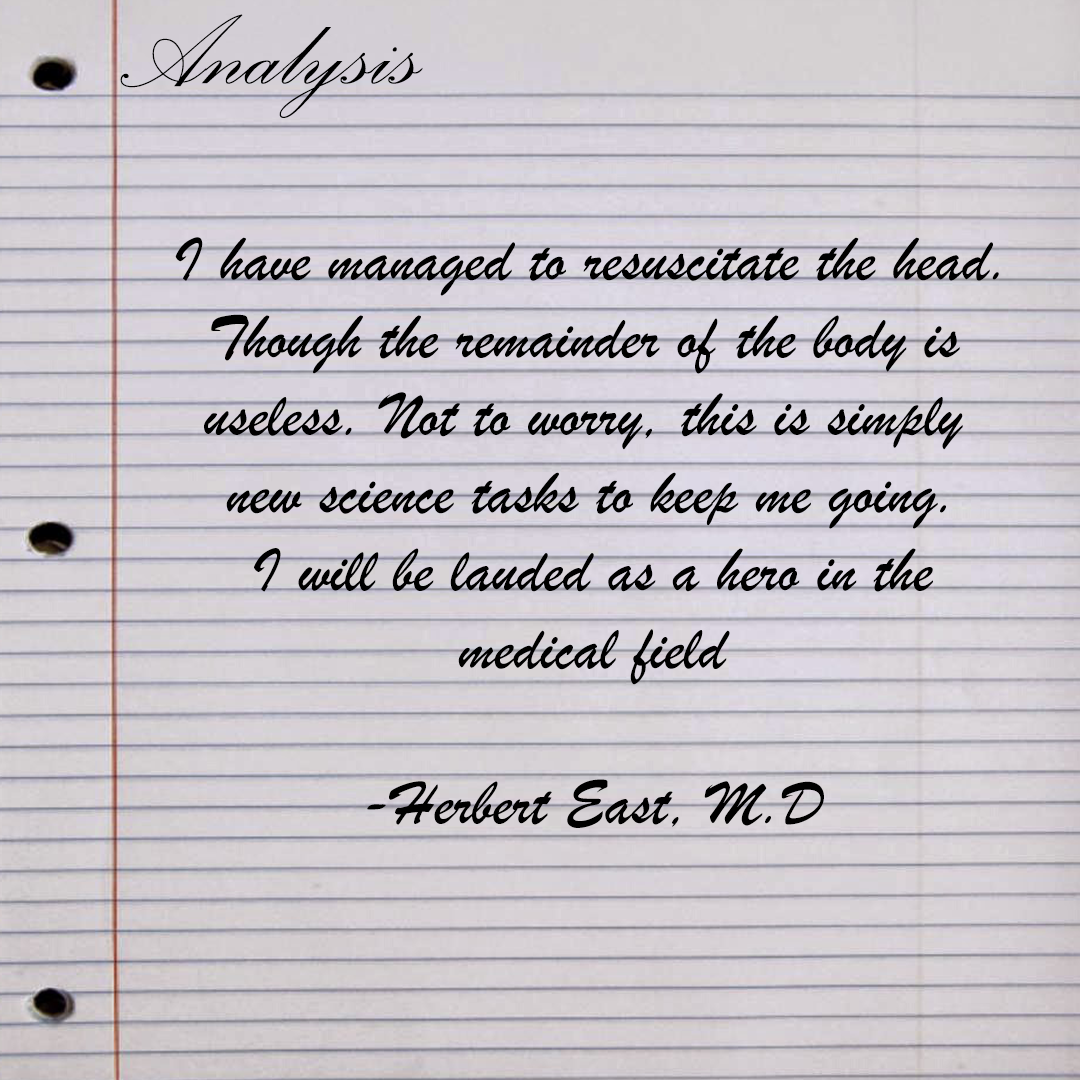 Analysis
I have managed to resuscitate the head.
Though the remainder of the body is
useless. Not to worry, this is simply
new science tasks to keep me going.
I will be lauded as a hero in the
medical field
-Herbert East, M.D